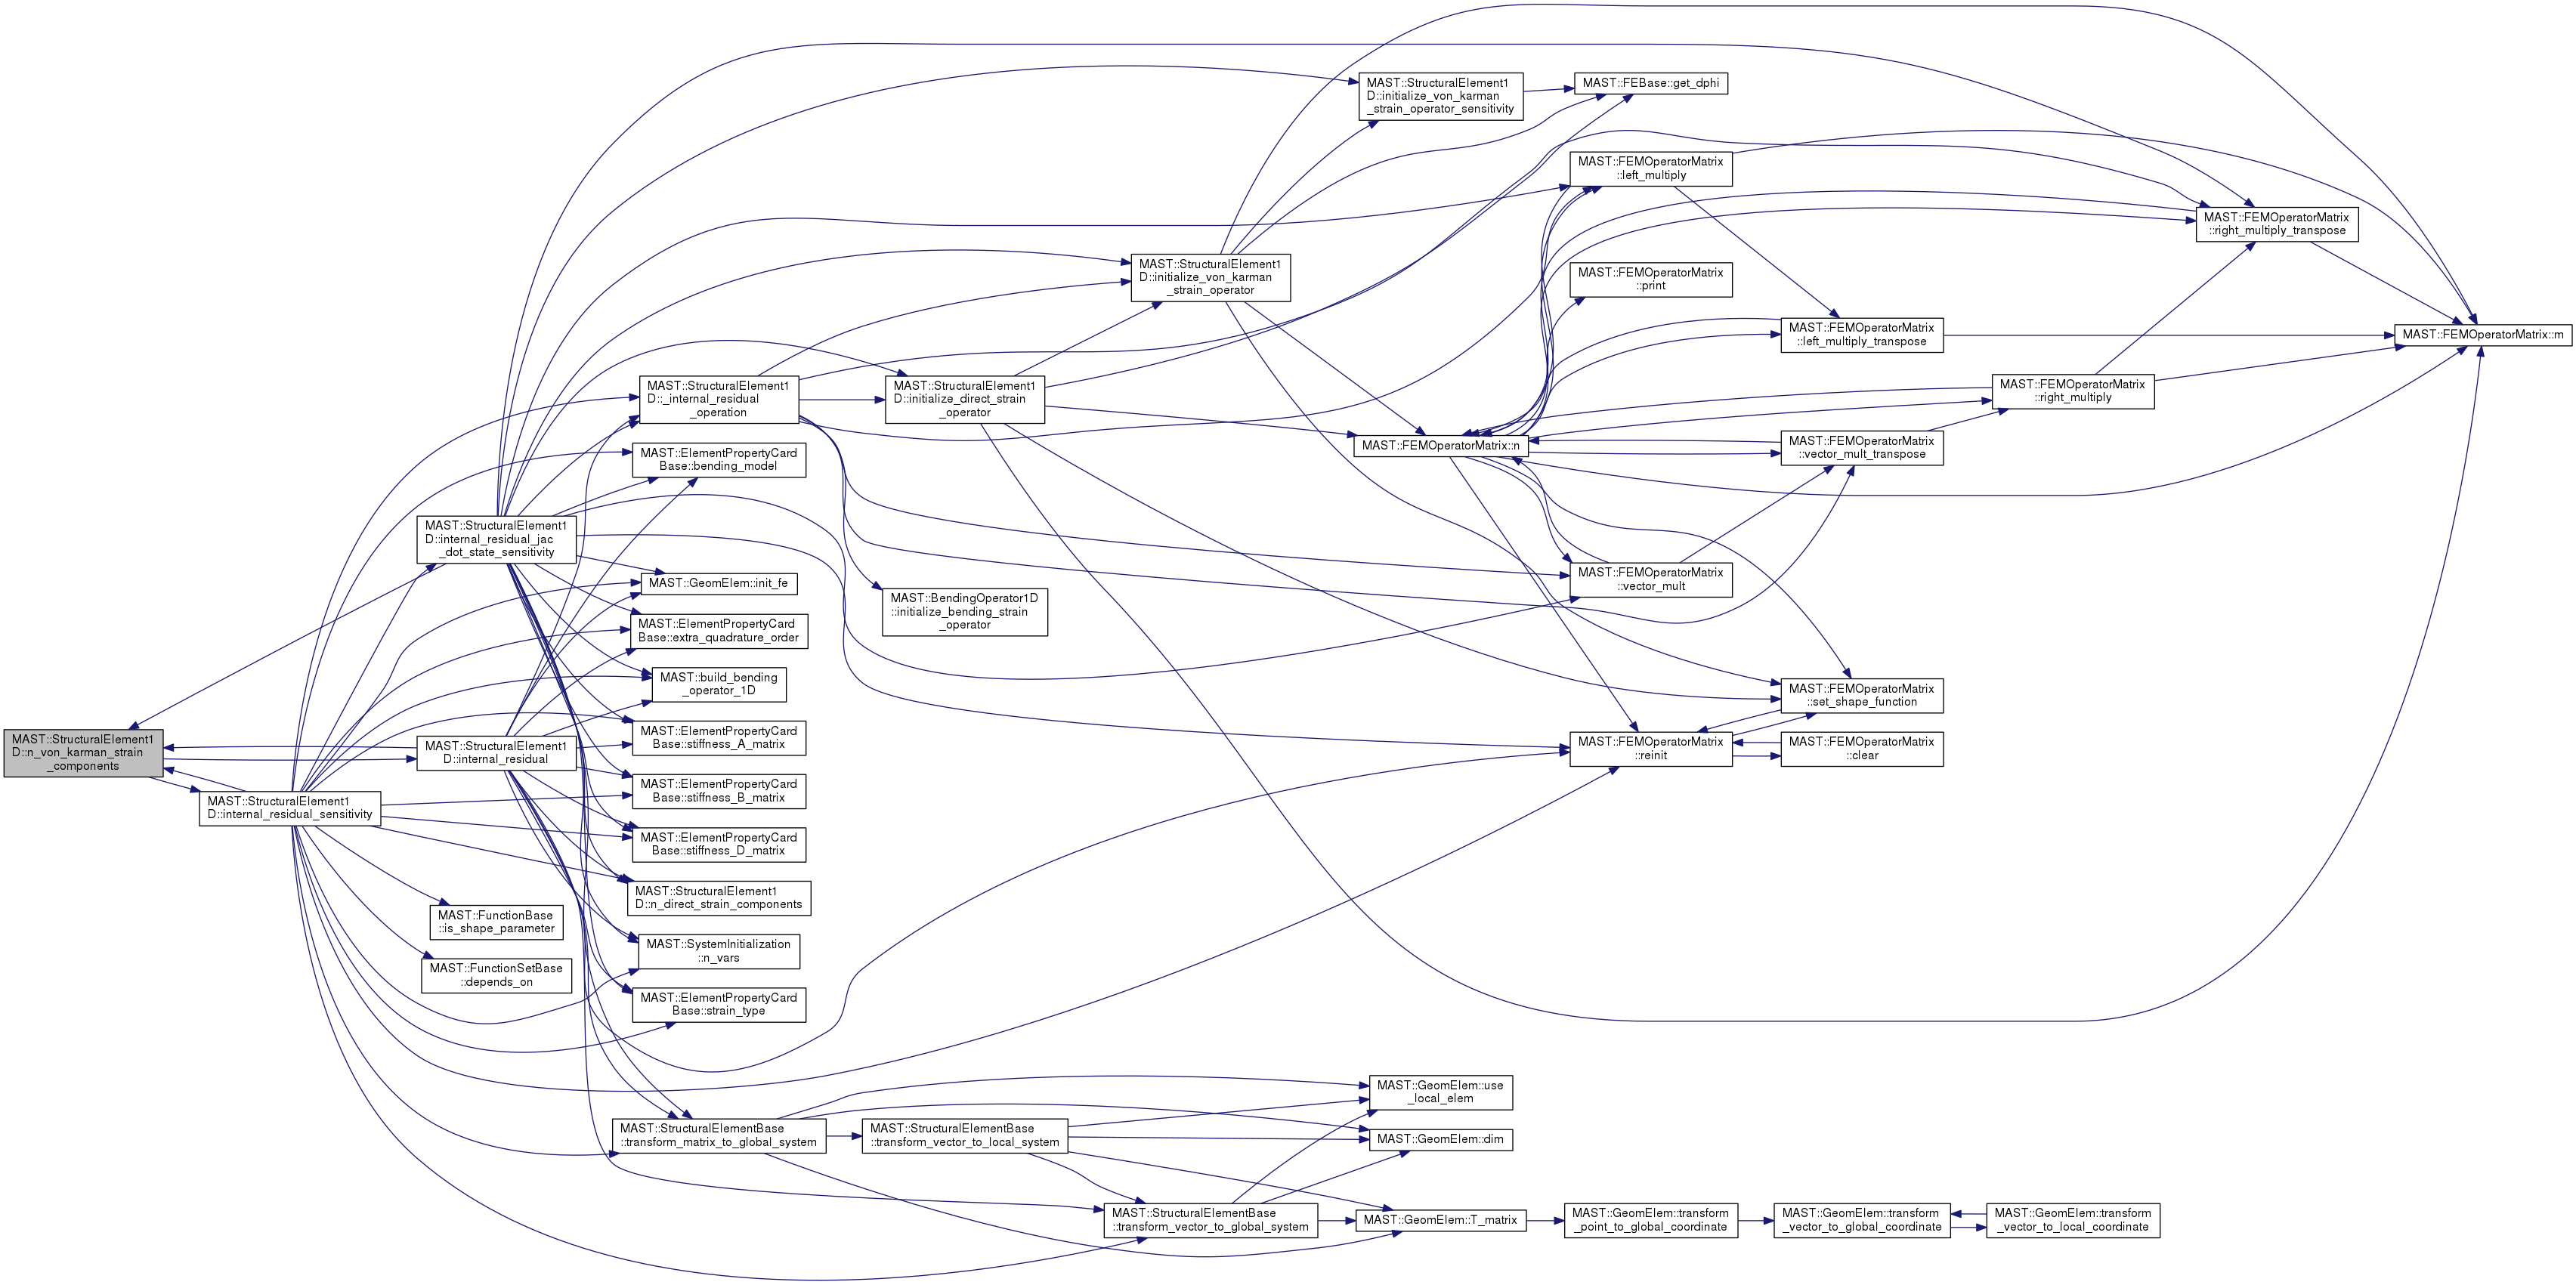 MAST::StructuralElement1
D::n_von_karman_strain
_components
MAST::StructuralElement1
D::internal_residual_sensitivity
MAST::StructuralElement1
D::internal_residual_jac
_dot_state_sensitivity
MAST::StructuralElement1
D::internal_residual
MAST::FunctionBase
::is_shape_parameter
MAST::FunctionSetBase
::depends_on
MAST::StructuralElement1
D::_internal_residual
_operation
MAST::ElementPropertyCard
Base::bending_model
MAST::GeomElem::init_fe
MAST::ElementPropertyCard
Base::extra_quadrature_order
MAST::build_bending
_operator_1D
MAST::ElementPropertyCard
Base::stiffness_A_matrix
MAST::ElementPropertyCard
Base::stiffness_B_matrix
MAST::ElementPropertyCard
Base::stiffness_D_matrix
MAST::StructuralElement1
D::n_direct_strain_components
MAST::SystemInitialization
::n_vars
MAST::ElementPropertyCard
Base::strain_type
MAST::StructuralElementBase
::transform_matrix_to_global_system
MAST::StructuralElement1
D::initialize_direct_strain
_operator
MAST::BendingOperator1D
::initialize_bending_strain
_operator
MAST::StructuralElementBase
::transform_vector_to_local_system
MAST::StructuralElement1
D::initialize_von_karman
_strain_operator
MAST::StructuralElementBase
::transform_vector_to_global_system
MAST::StructuralElement1
D::initialize_von_karman
_strain_operator_sensitivity
MAST::FEMOperatorMatrix::n
MAST::GeomElem::use
_local_elem
MAST::GeomElem::dim
MAST::GeomElem::T_matrix
MAST::FEBase::get_dphi
MAST::FEMOperatorMatrix
::left_multiply
MAST::FEMOperatorMatrix
::print
MAST::FEMOperatorMatrix
::vector_mult
MAST::FEMOperatorMatrix
::reinit
MAST::GeomElem::transform
_point_to_global_coordinate
MAST::FEMOperatorMatrix
::left_multiply_transpose
MAST::FEMOperatorMatrix
::vector_mult_transpose
MAST::FEMOperatorMatrix
::set_shape_function
MAST::FEMOperatorMatrix
::clear
MAST::GeomElem::transform
_vector_to_global_coordinate
MAST::FEMOperatorMatrix
::right_multiply
MAST::GeomElem::transform
_vector_to_local_coordinate
MAST::FEMOperatorMatrix
::right_multiply_transpose
MAST::FEMOperatorMatrix::m